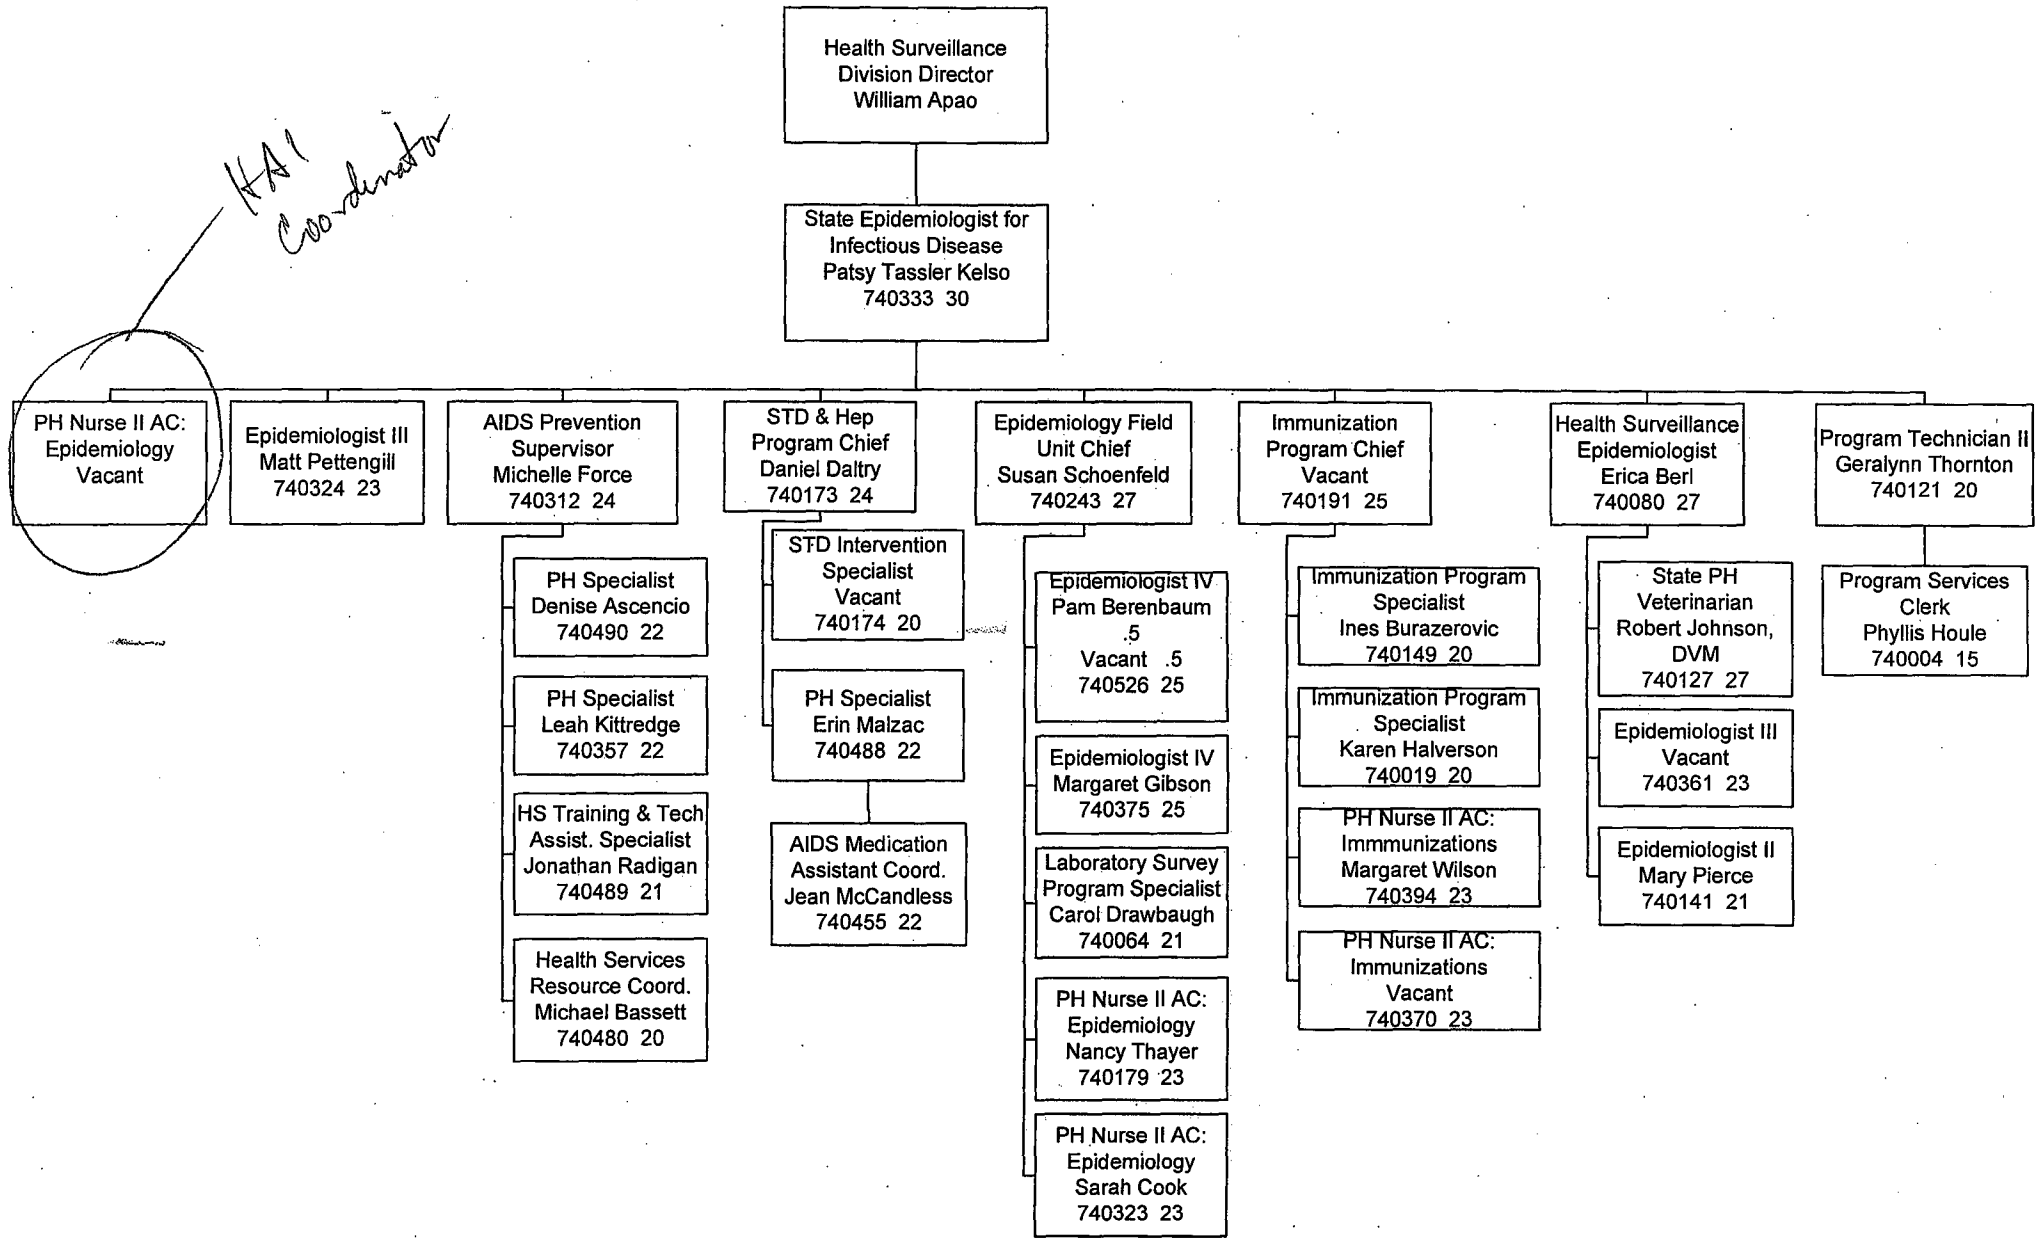 Health Surveillance
Division Director
William Apao
HAI
Coordinator
State Epidemiologist for
Infectious Disease
Patsy Tassler Kelso
740333 30
PH Nurse II AC:
Epidemiology
Vacant
Epidemiologist III
Matt Pettengill
740324 23
AIDS Prevention
Supervisor
Michelle Force
740312 24
STD & Hep
Program Chief
Daniel Daltry
740173 24
Epidemiology Field
Unit Chief
Susan Schoenfeld
740243 27
Immunization
Program Chief
Vacant
740191 25
Health Surveillance
Epidemiologist
Erica Berl
740080 27
Program Technician II
Geralynn Thornton
740121 20
PH Specialist
Denise Ascencio
740490 22
PH Specialist
Leah Kittredge
740357 22
HS Training & Tech
Assist. Specialist
Jonathan Radigan
740489 21
Health Services
Resource Coord.
Michael Bassett
740480 20
STD Intervention
Specialist
Vacant
740174 20
PH Specialist
Erin Malzac
740488 22
AIDS Medication
Assistant Coord.
Jean McCandless
740455 22
Epidemiologist IV
Pam Berenbaum
.5
Vacant .5
740526 25
Epidemiologist IV
Margaret Gibson
740375 25
Laboratory Survey
Program Specialist
Carol Drawbaugh
740064 21
PH Nurse II AC:
Epidemiology
Nancy Thayer
740179 23
PH Nurse II AC:
Epidemiology
Sarah Cook
740323 23
Immunization Program
Specialist
Ines Burazerovic
740149 20
Immunization Program
Specialist
Karen Halverson
740019 20
PH Nurse II AC:
Immmunizations
Margaret Wilson
740394 23
PH Nurse II AC:
Immunizations
Vacant
740370 23
State PH
Veterinarian
Robert Johnson,
DVM
740127 27
Epidemiologist III
Vacant
740361 23
Epidemiologist II
Mary Pierce
740141 21
Program Services
Clerk
Phyllis Houle
740004 15